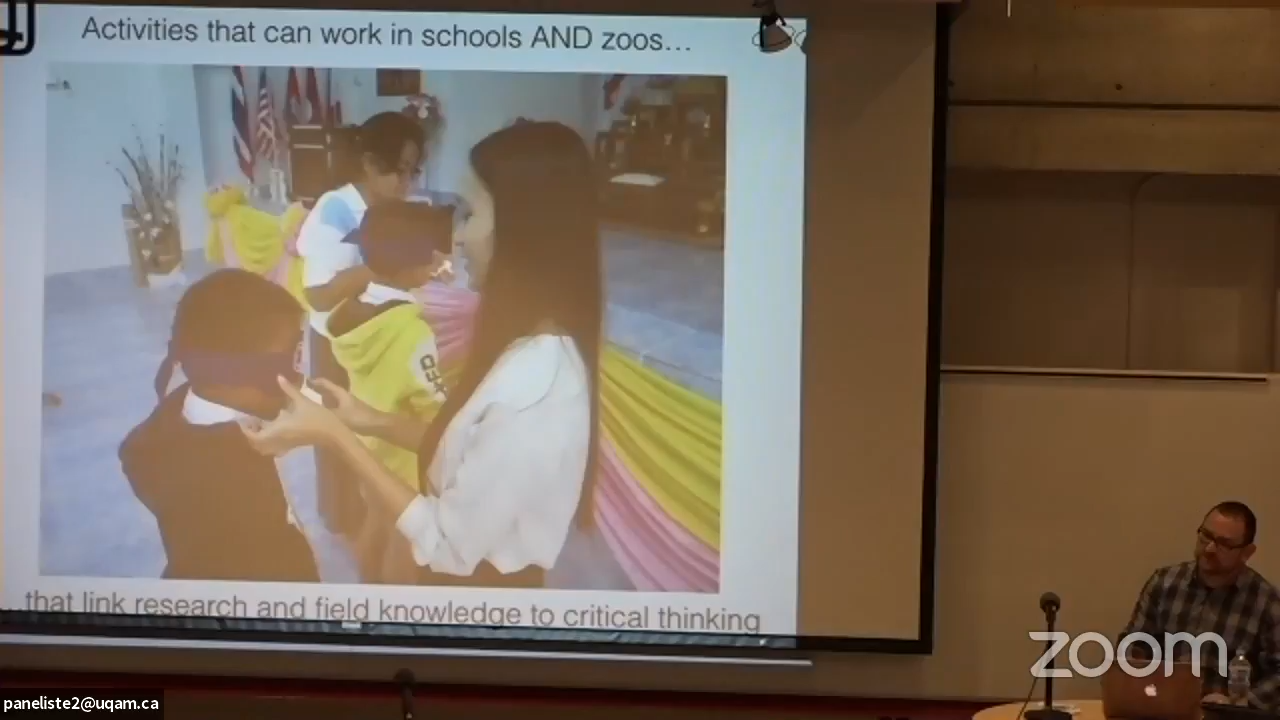 Activities that can work in schools AND zoos...
that link research and field knowledge to critical thinking
zoom
paneliste2@uqam.ca